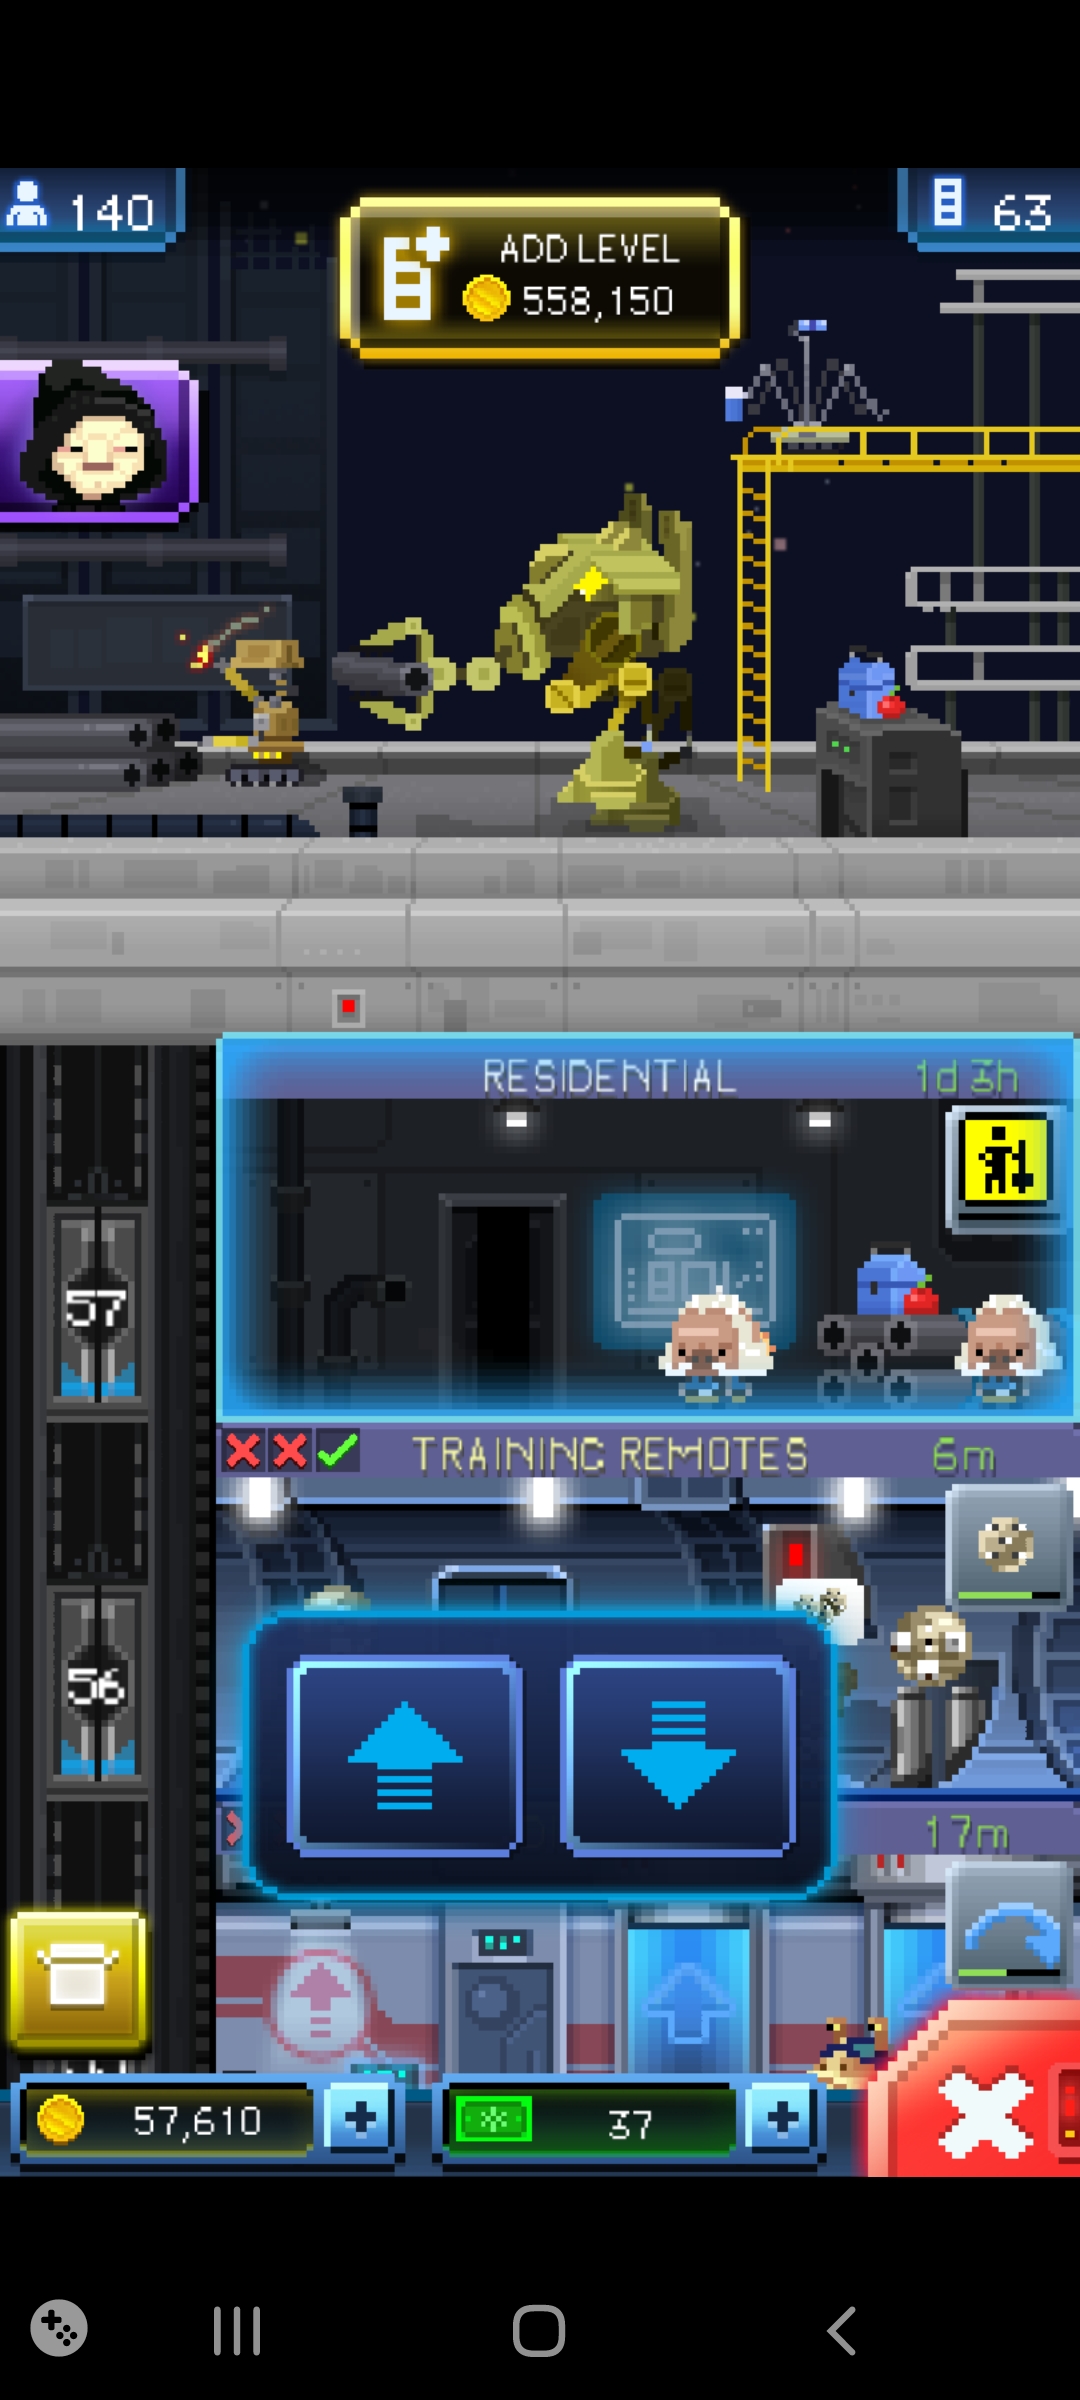 140
ADD LEVEL
558,150
63
RESIDENTIAL
1d 3h
57
TRAINING REMOTES
6m
56
17m
57,610
37